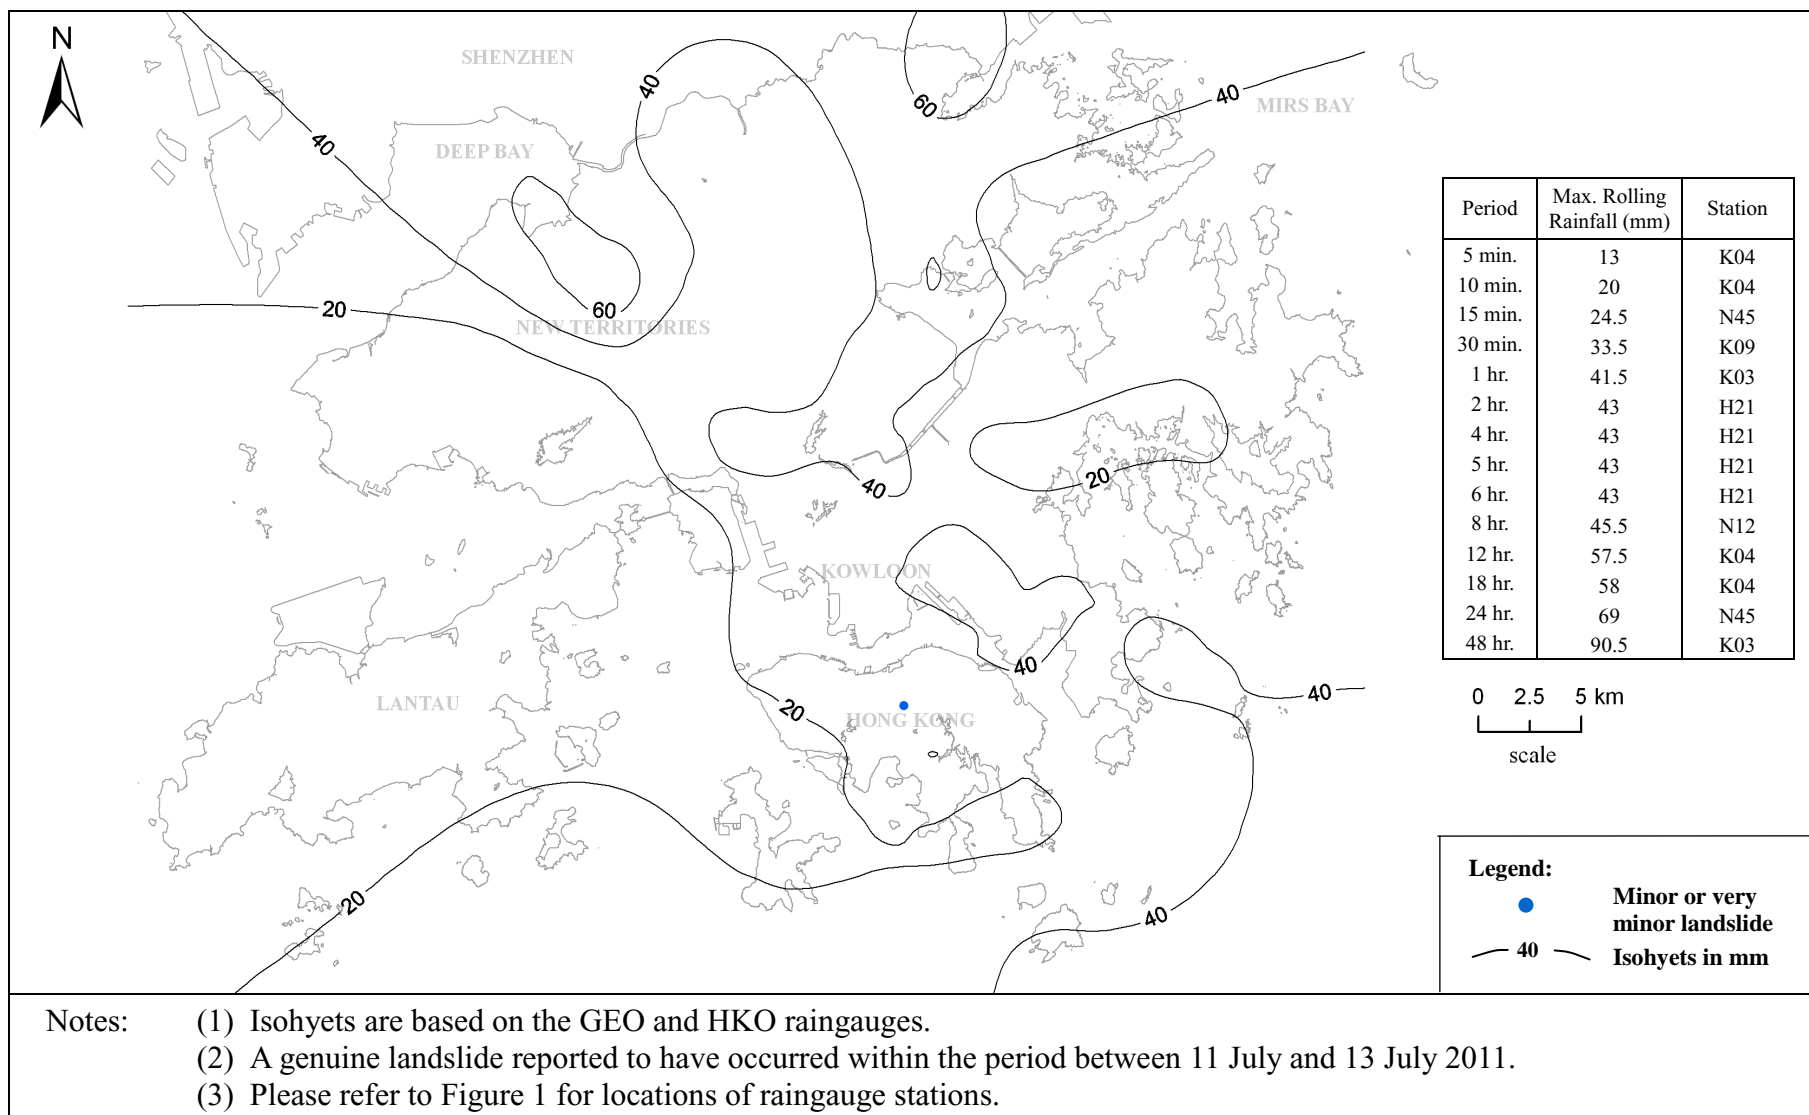 N
SHENZHEN
40
60
40
MIRS BAY
40
DEEP BAY
20
60
NEW TERRITORIES
40
20
KOWLOON
40
40
LANTAU
20
HONG KONG
20
40
Period Max. Rolling Rainfall (mm) Station
5 min. 13 K04
10 min. 20 K04
15 min. 24.5 N45
30 min. 33.5 K09
1 hr. 41.5 K03
2 hr. 43 H21
4 hr. 43 H21
5 hr. 43 H21
6 hr. 43 H21
8 hr. 45.5 N12
12 hr. 57.5 K04
18 hr. 58 K04
24 hr. 69 N45
48 hr. 90.5 K03
0 2.5 5 km
scale
Legend:
Minor or very
minor landslide
40 Isohyets in mm
Notes: (1) Isohyets are based on the GEO and HKO raingauges.
(2) A genuine landslide reported to have occurred within the period between 11 July and 13 July 2011.
(3) Please refer to Figure 1 for locations of raingauge stations.